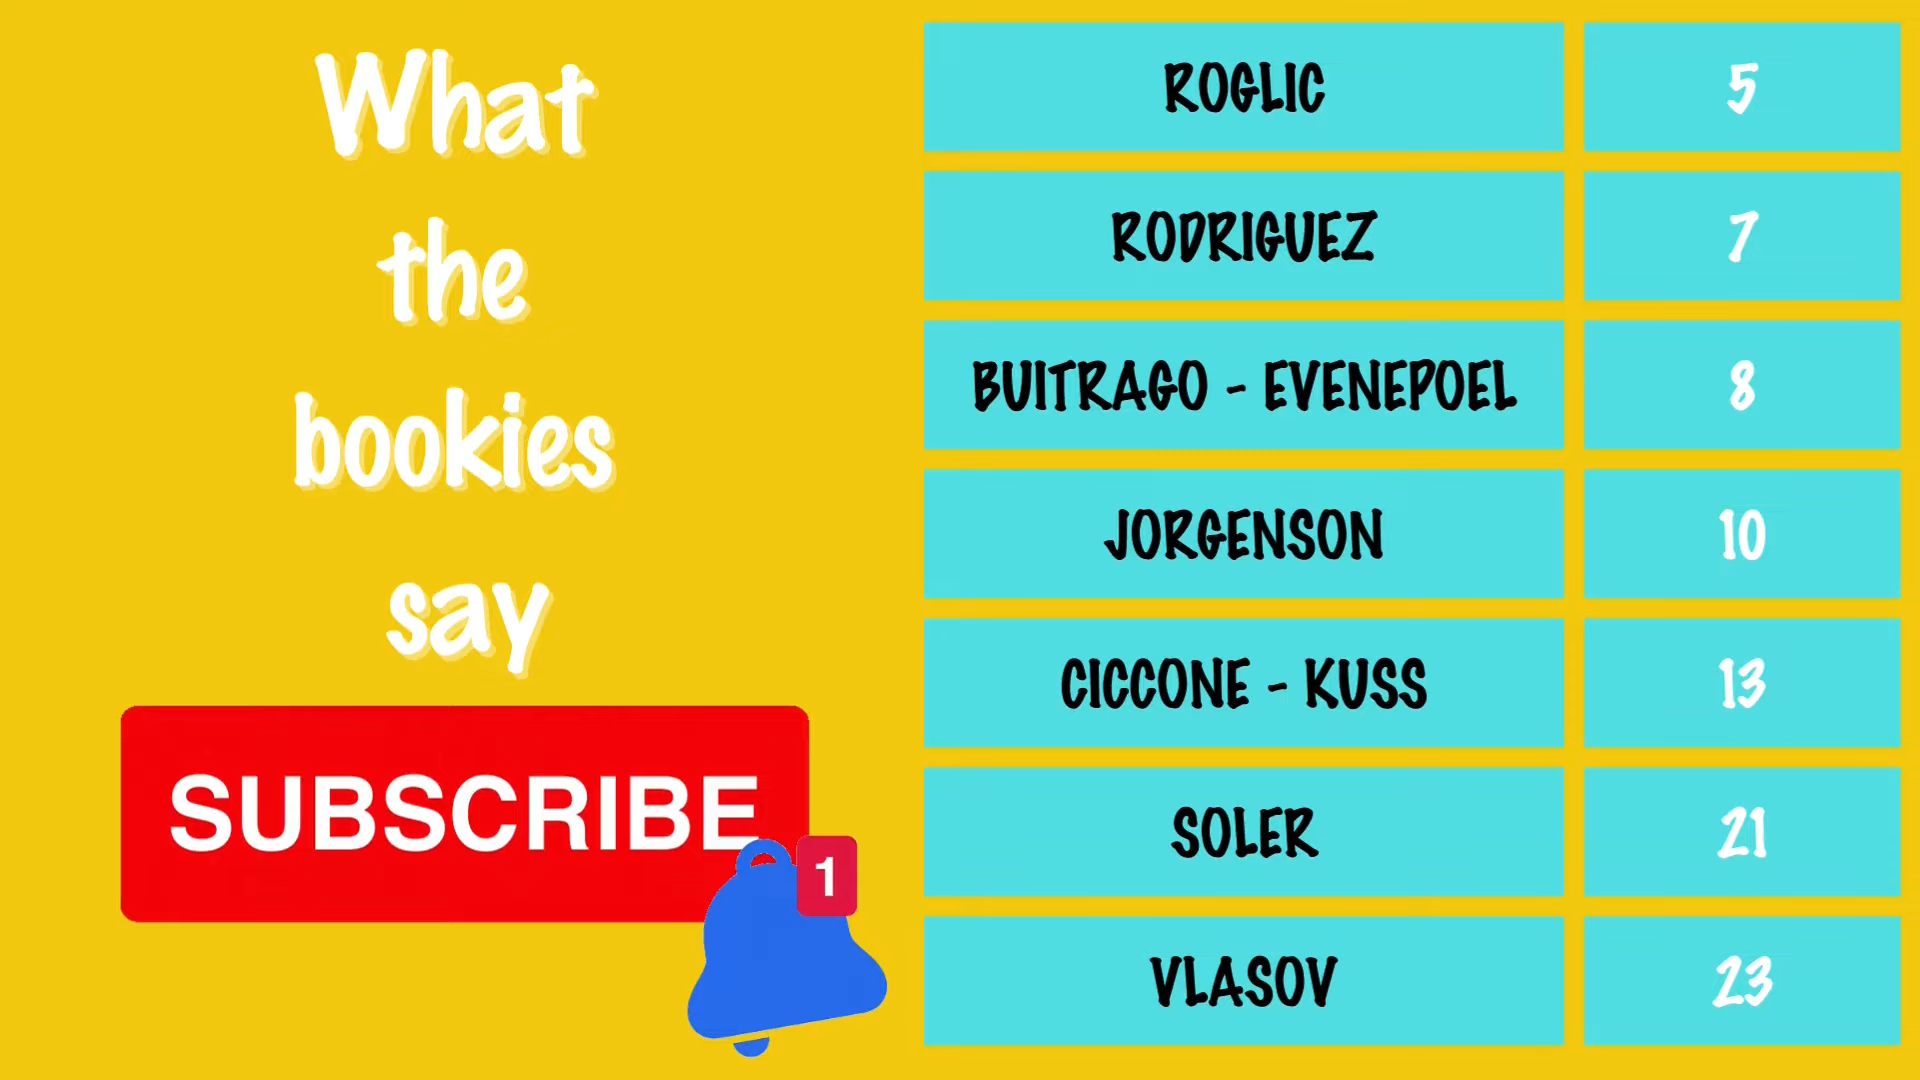 What
the
bookies
say
SUBSCRIBE
1
ROGLIC 5
RODRIGUEZ 7
BUITRAGO - EVENEPOEL 8
JORGENSON 10
CICCONE - KUSS 13
SOLER 21
VLASOV 23